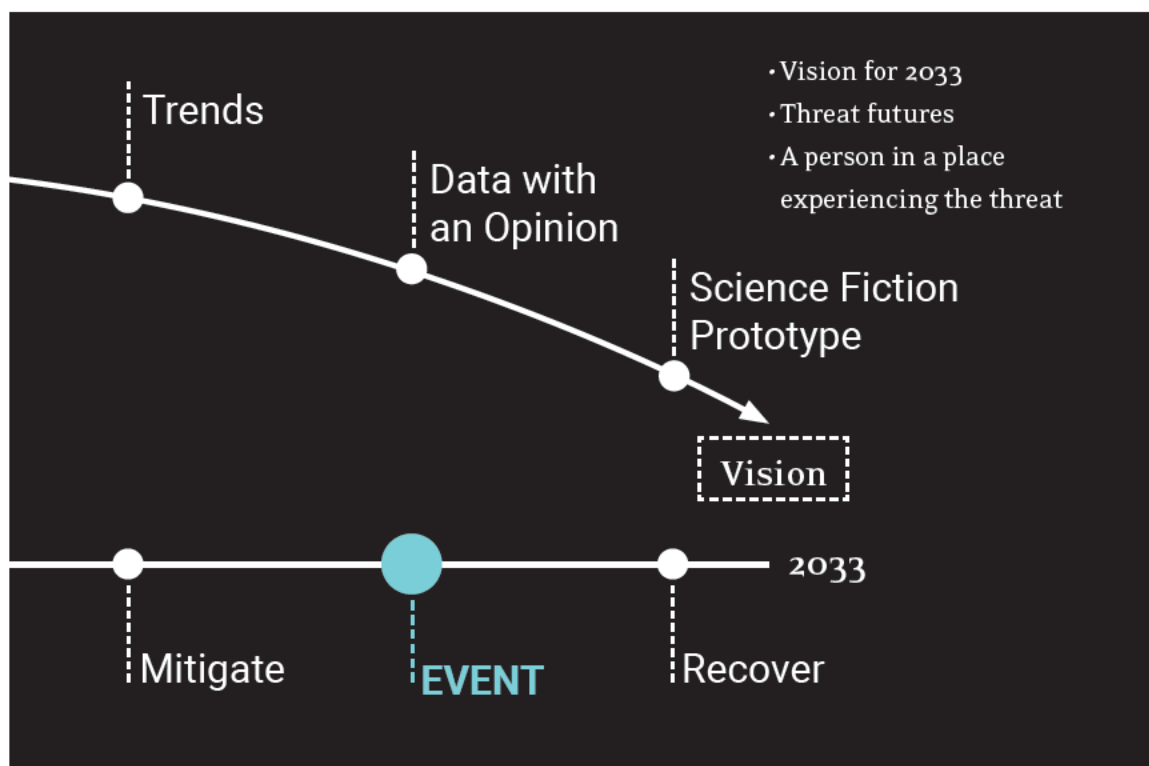 Trends
Data with
an Opinion
Science Fiction
Prototype
• Vision for 2033
• Threat futures
• A person in a place
experiencing the threat
Vision
2033
Mitigate
EVENT
Recover